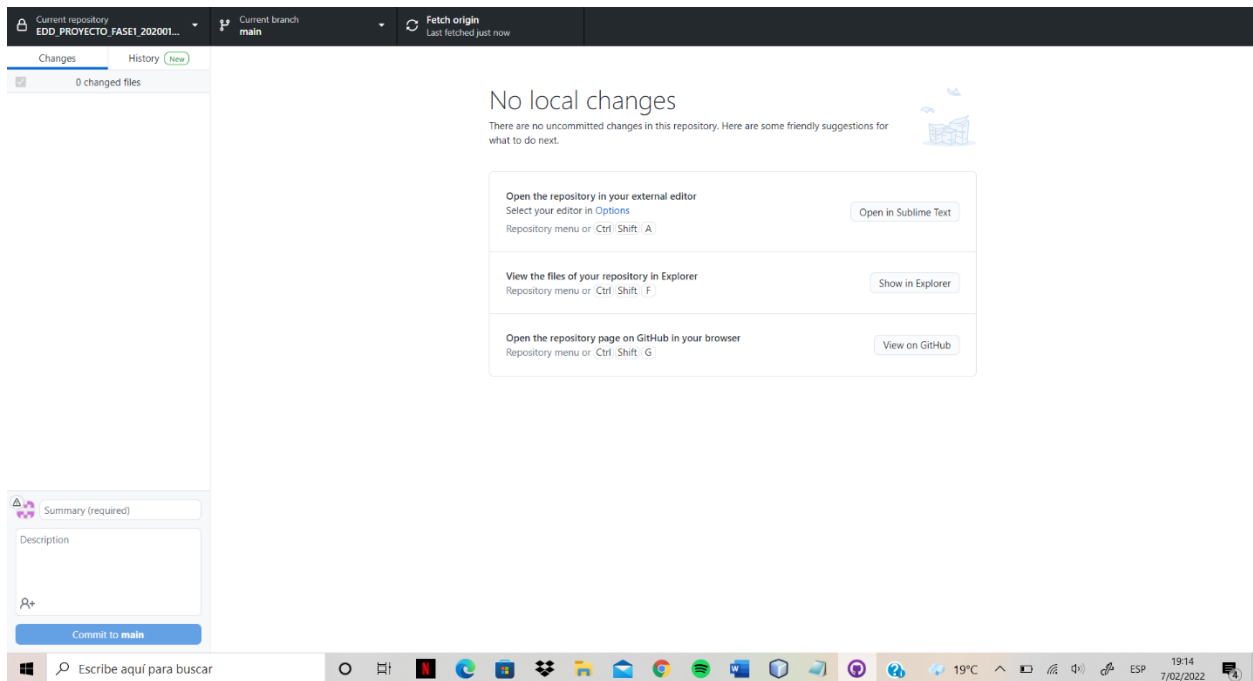 Current repository
EDD_PROYECTO_FASE1_202001...
Current branch
main
Fetch origin
Last fetched just now
Changes
History New
0 changed files
No local changes
There are no uncommitted changes in this repository. Here are some friendly suggestions for
what to do next.
Open the repository in your external editor
Select your editor in Options
Repository menu or Ctrl Shift A
Open in Sublime Text
View the files of your repository in Explorer
Repository menu or Ctrl Shift F
Show in Explorer
Open the repository page on GitHub in your browser
Repository menu or Ctrl Shift G
View on GitHub
Summary (required)
Description
Commit to main
Escribe aquí para buscar
N
W
19°C
ESP
19:14
7/02/2022
4